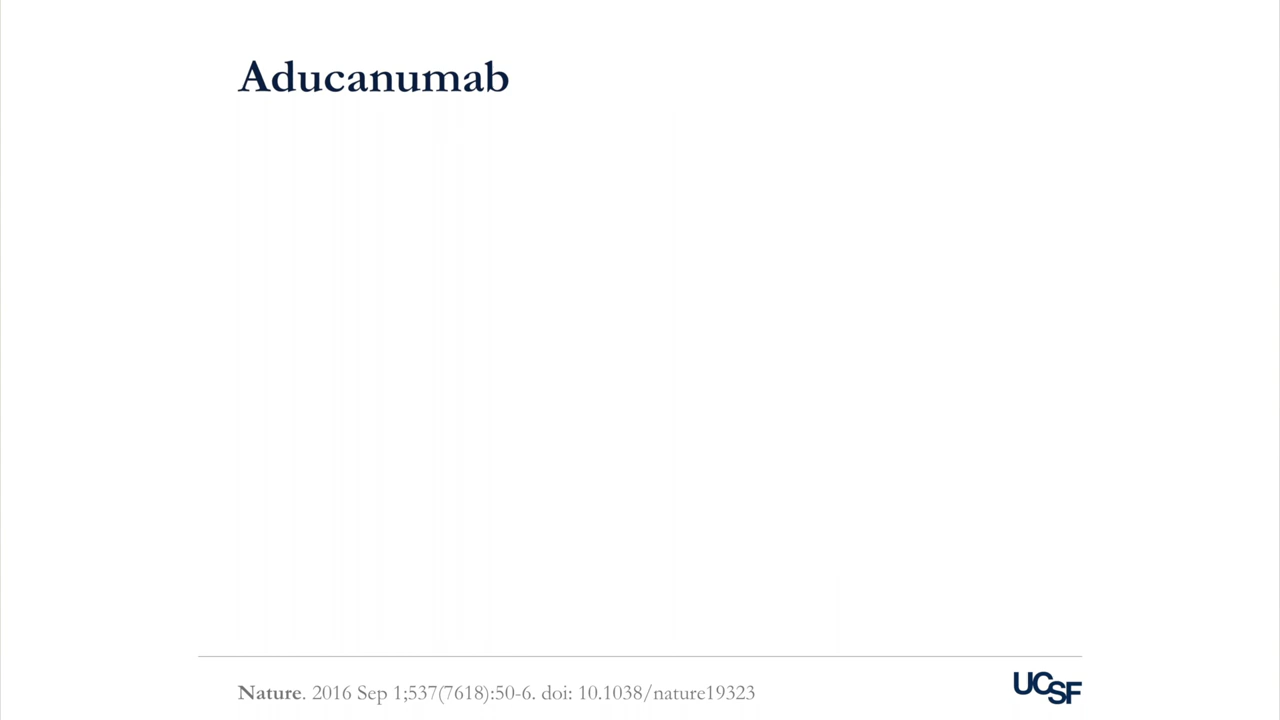 Aducanumab
Nature. 2016 Sep 1;537(7618):50-6. doi: 10.1038/nature19323
UCSF